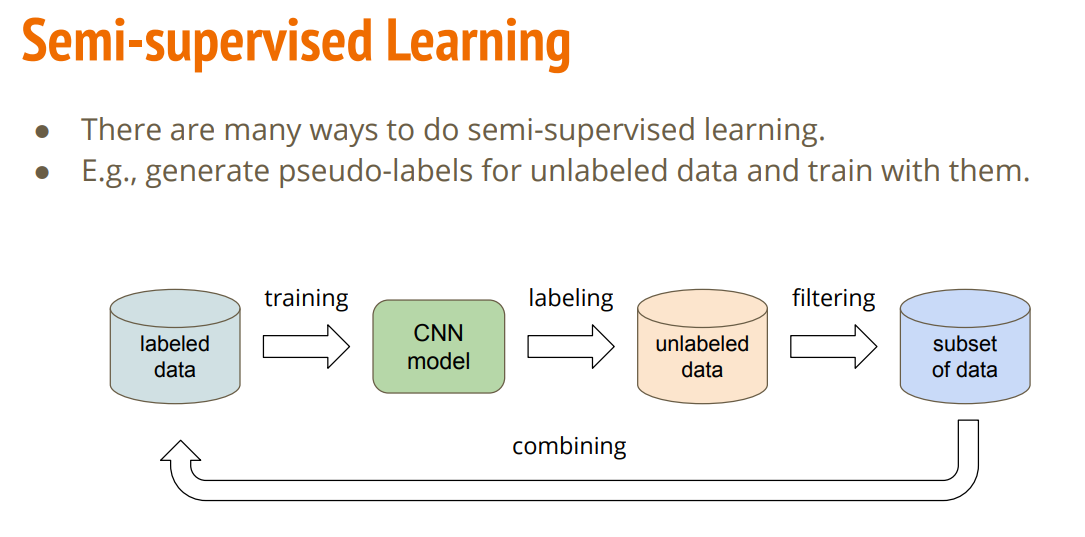 Semi-supervised Learning
● There are many ways to do semi-supervised learning.
● E.g., generate pseudo-labels for unlabeled data and train with them.
training
labeling
filtering
labeled
data
CNN
model
unlabeled
data
subset
of data
combining